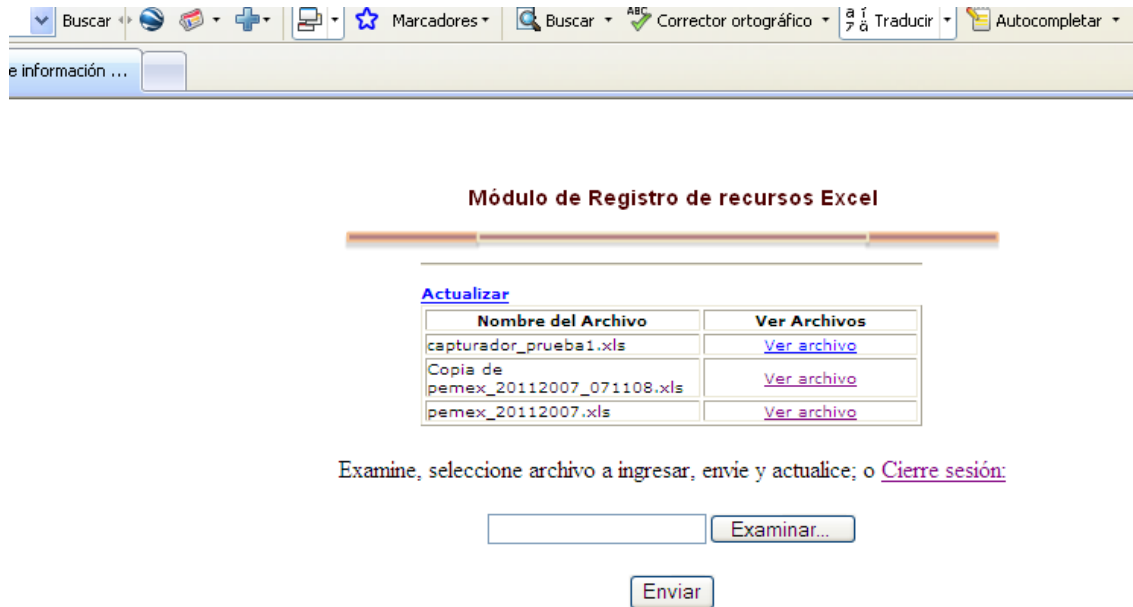 Buscar Marcadores Buscar ABC Corrector ortográfico Traducir Autocompletar
e información ...
Módulo de Registro de recursos Excel
Actualizar
Nombre del Archivo Ver Archivos
capturador_prueba1.xls Ver archivo
Copia de
pemex_20112007_071108.xls Ver archivo
pemex_20112007.xls Ver archivo
Examine, seleccione archivo a ingresar, envie y actualice; o Cierre sesión:
Examinar...
Enviar